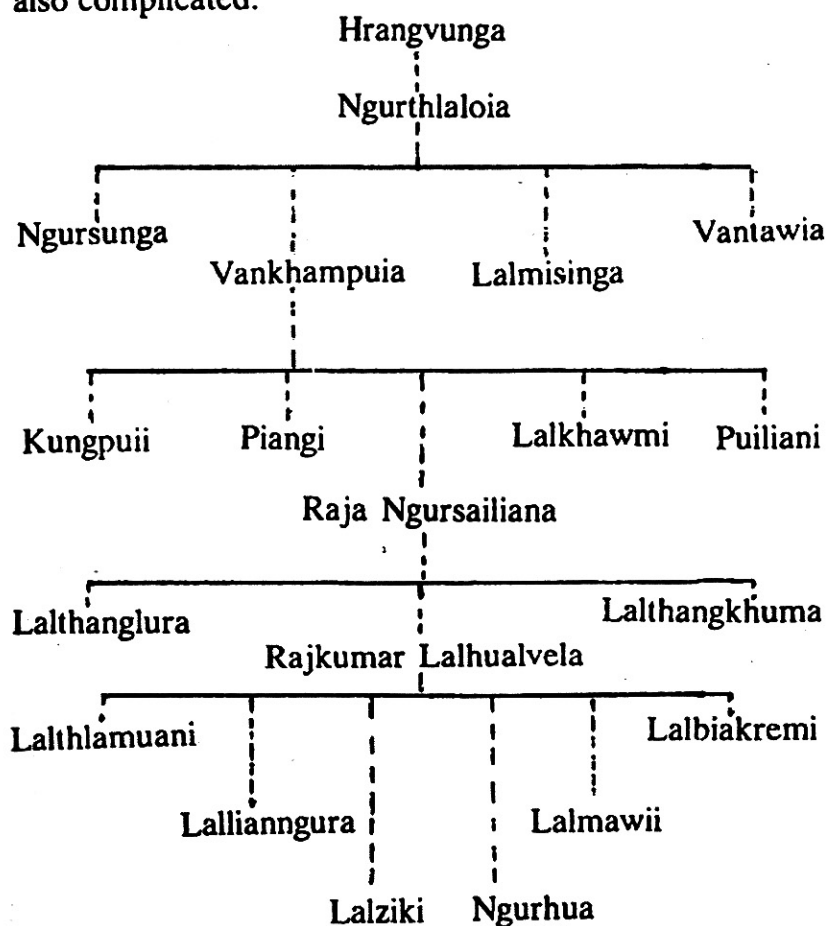 also complicated.
Hrangvunga
Ngurthlaloia
Ngursunga Vantawia
Vankhampuia Lalmisinga
Kungpuii Piangi Lalkhawmi Puiliani
Raja Ngursailiana
Lalthanglura Lalthangkhuma
Rajkumar Lalhualvela
Lalthlamuani Lalbiakremi
Lallianngura Lalmawii
Lalziki Ngurhua